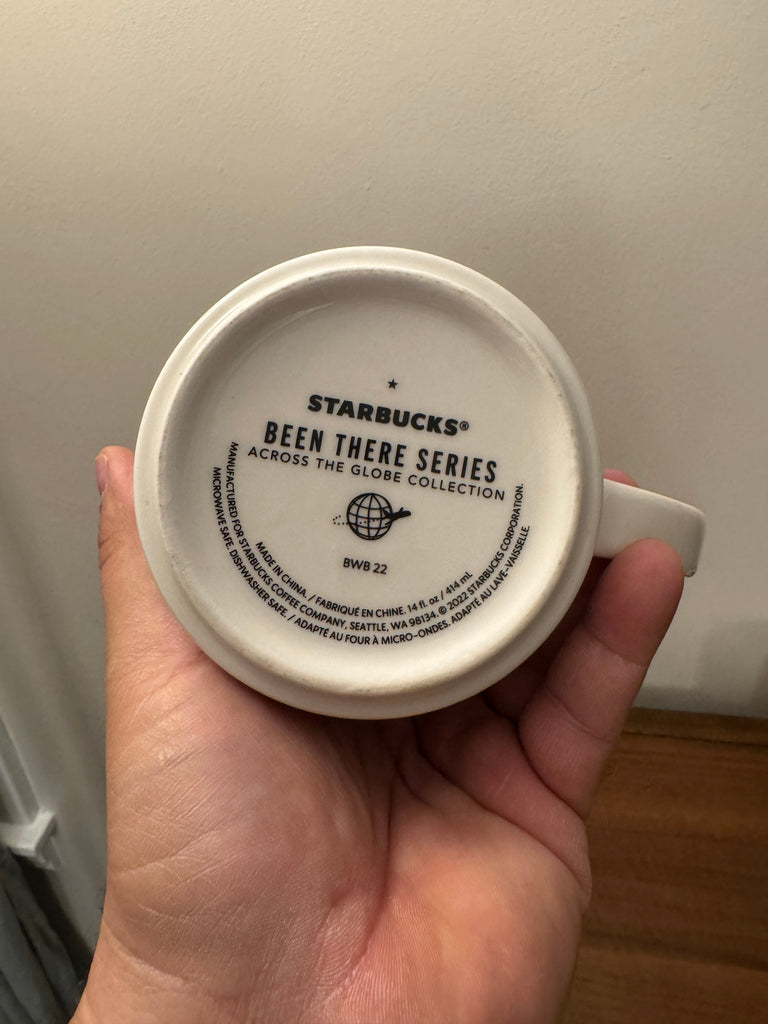 STARBUCKS®
BEEN THERE SERIES
ACROSS THE GLOBE COLLECTION
BWB 22
MADE IN CHINA. / FABRIQUÉ EN CHINE. 14 fl. oz / 414 mL
MANUFACTURED FOR STARBUCKS COFFEE COMPANY, SEATTLE, WA 98134. © 2022 STARBUCKS CORPORATION.
MICROWAVE SAFE. DISHWASHER SAFE. / ADAPTÉ AU FOUR À MICRO-ONDES. ADAPTÉ AU LAVE-VAISSELLE.